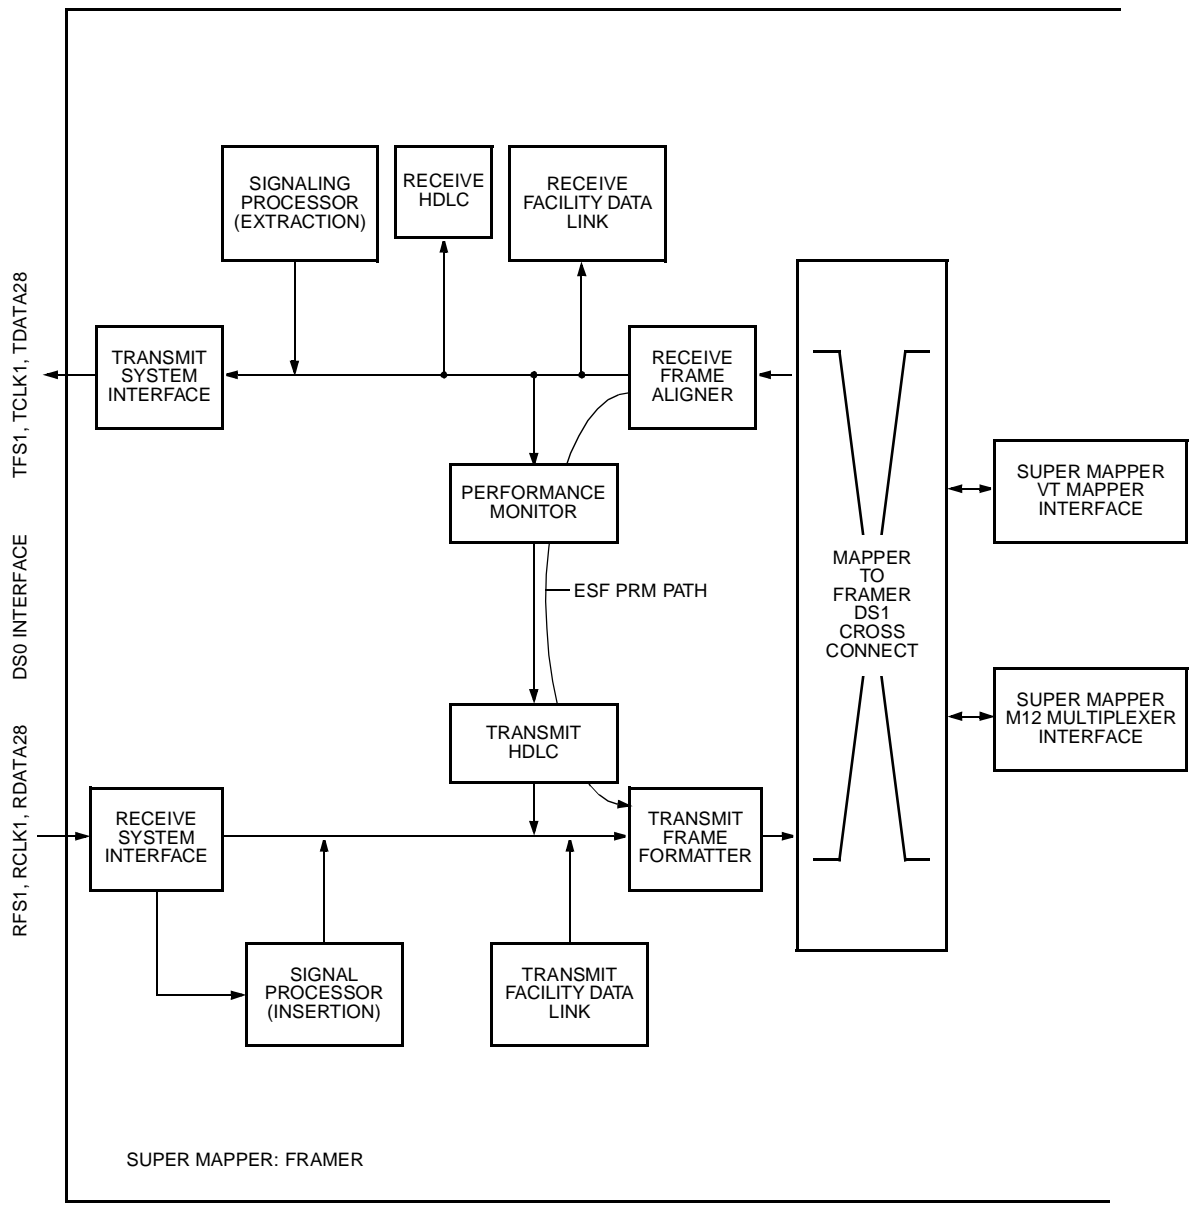 SIGNALING
PROCESSOR
(EXTRACTION)
RECEIVE
HDLC
RECEIVE
FACILITY DATA
LINK
TFS1, TCLK1, TDATA28
TRANSMIT
SYSTEM
INTERFACE
RECEIVE
FRAME
ALIGNER
PERFORMANCE
MONITOR
SUPER MAPPER
VT MAPPER
INTERFACE
DS0 INTERFACE
ESF PRM PATH
MAPPER
TO
FRAMER
DS1
CROSS
CONNECT
SUPER MAPPER
M12 MULTIPLEXER
INTERFACE
TRANSMIT
HDLC
RFS1, RCLK1, RDATA28
RECEIVE
SYSTEM
INTERFACE
TRANSMIT
FRAME
FORMATTER
SIGNAL
PROCESSOR
(INSERTION)
TRANSMIT
FACILITY DATA
LINK
SUPER MAPPER: FRAMER